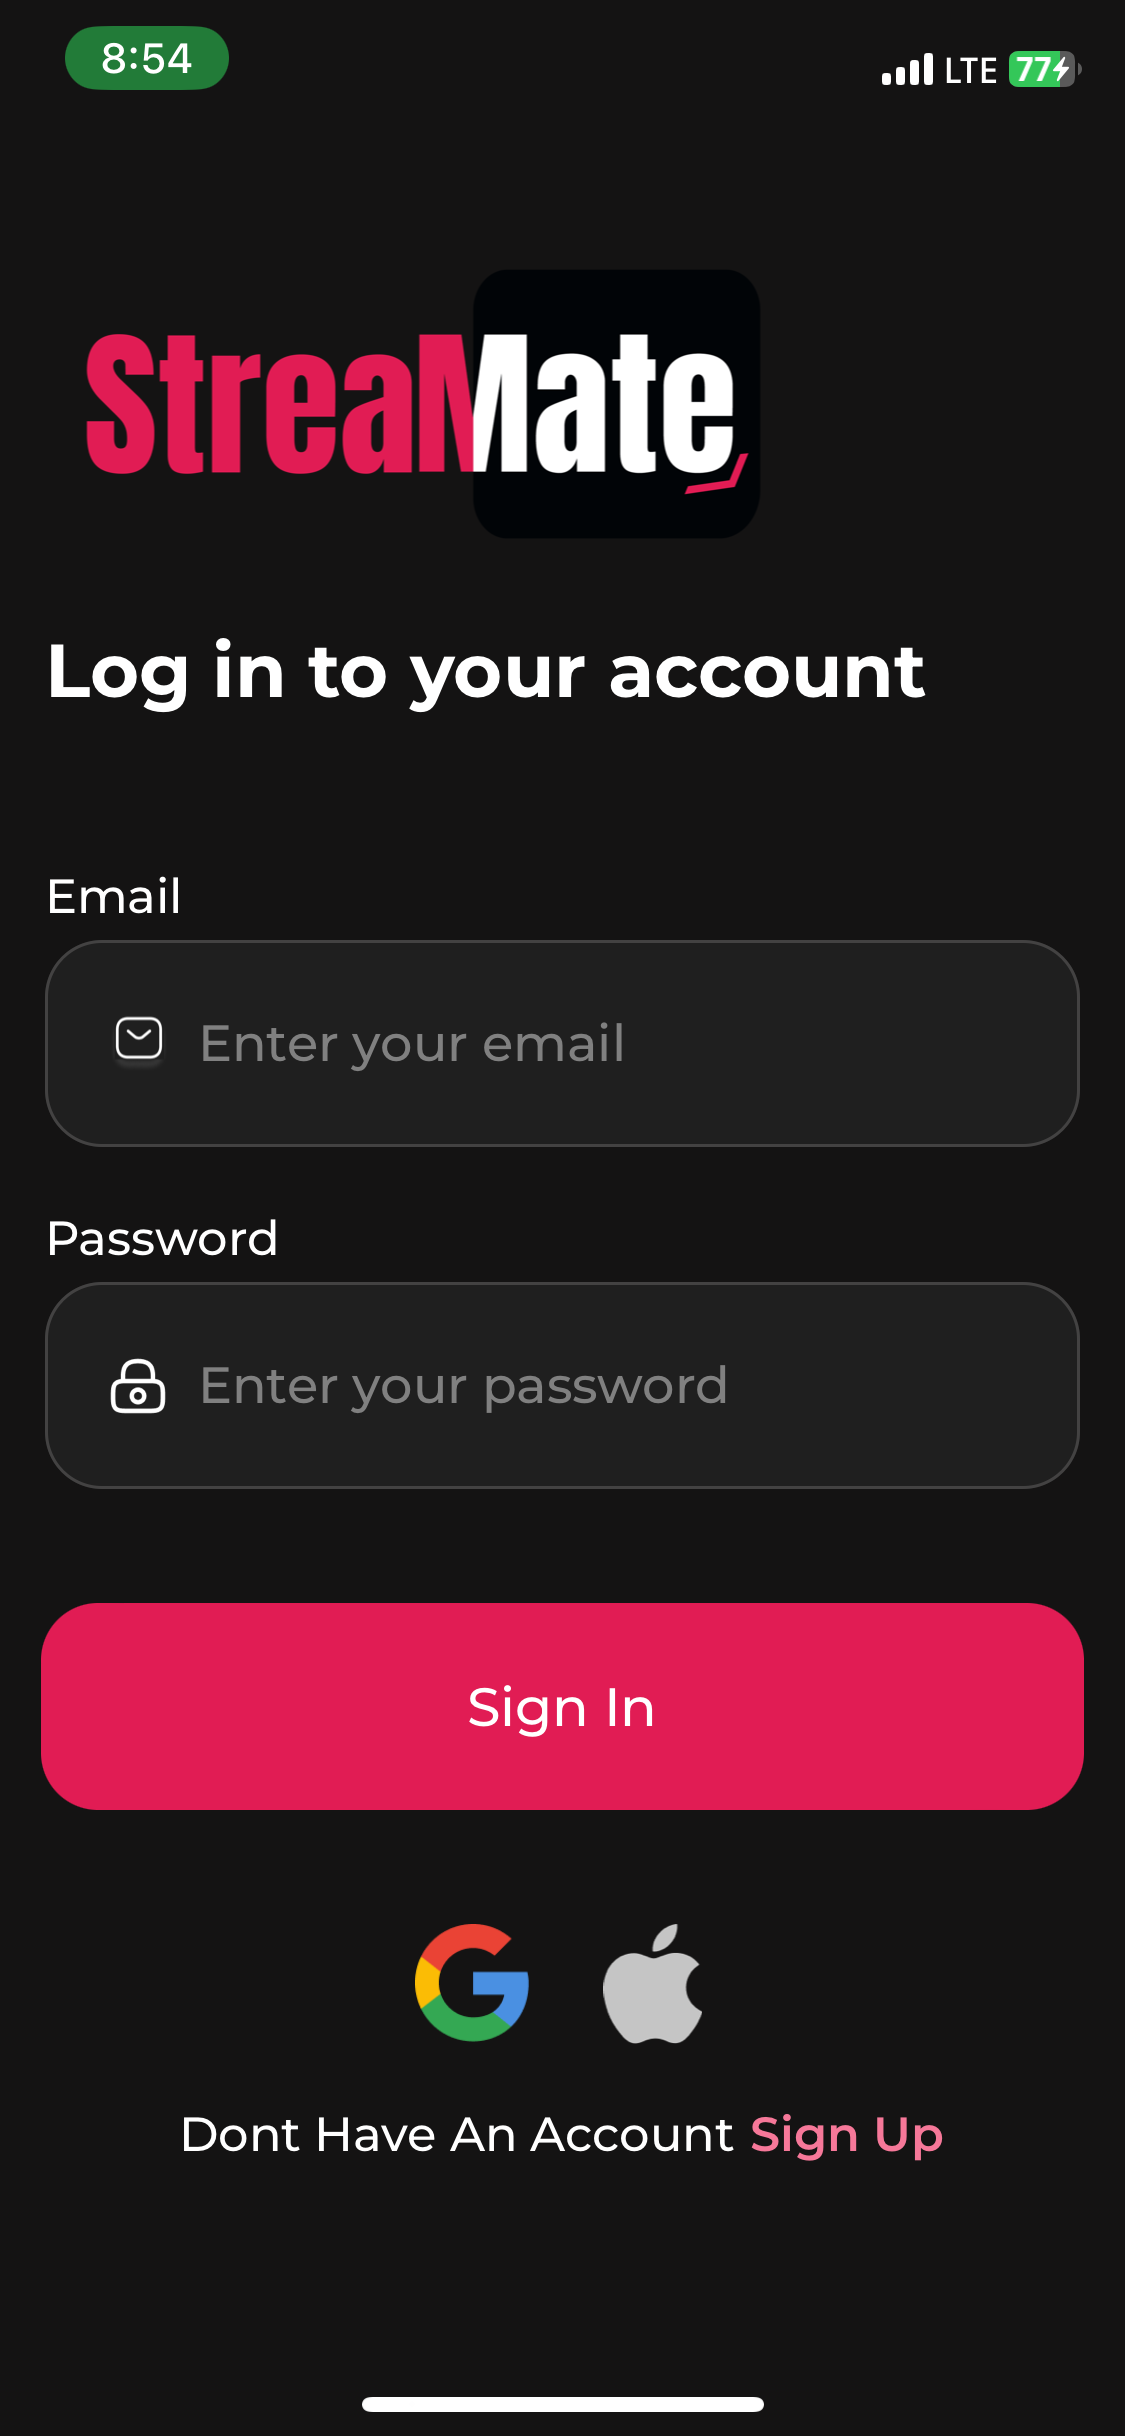 8:54
LTE 77
StreaMate
Log in to your account
Email
Enter your email
Password
Enter your password
Sign In
Dont Have An Account Sign Up